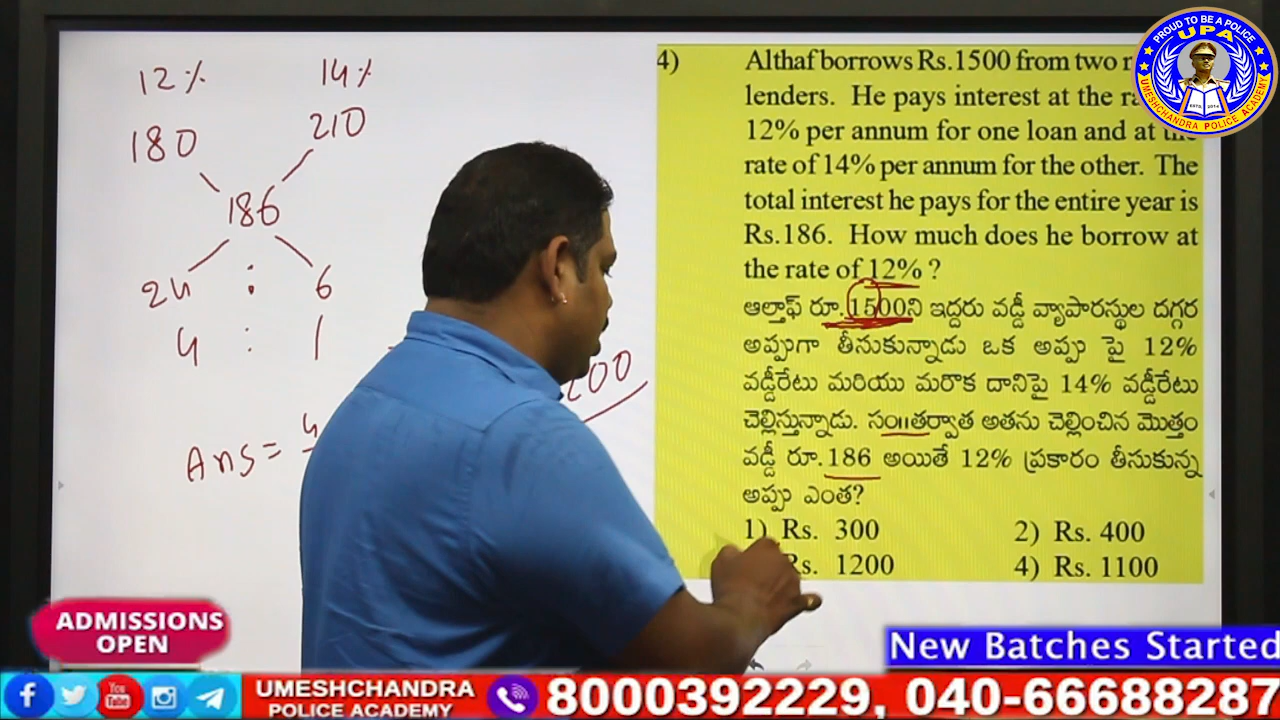 12% 14%
180 210
186
24 : 6
4 : 1
Ans = 4
200
4) Althaf borrows Rs.1500 from two
lenders. He pays interest at the
12% per annum for one loan and at the
rate of 14% per annum for the other. The
total interest he pays for the entire year is
Rs.186. How much does he borrow at
the rate of 12% ?
ఆల్తాఫ్ రూ.1500ని ఇద్దరు వడ్డీ వ్యాపారస్థుల దగ్గర
అప్పుగా తీసుకున్నాడు ఒక అప్పు పై 12%
వడ్డీరేటు మరియు మరొక దానిపై 14% వడ్డీరేటు
చెల్లిస్తున్నాడు. సం॥తర్వాత అతను చెల్లించిన మొత్తం
వడ్డీ రూ.186 అయితే 12% ప్రకారం తీసుకున్న
అప్పు ఎంత?
1) Rs. 300 2) Rs. 400
Rs. 1200 4) Rs. 1100
PROUD TO BE A POLICE
UPA
ESTD. 2014
UMESHCHANDRA POLICE ACADEMY
ADMISSIONS
OPEN
New Batches Started
UMESHCHANDRA
POLICE ACADEMY
8000392229, 040-66688287
You
Tube